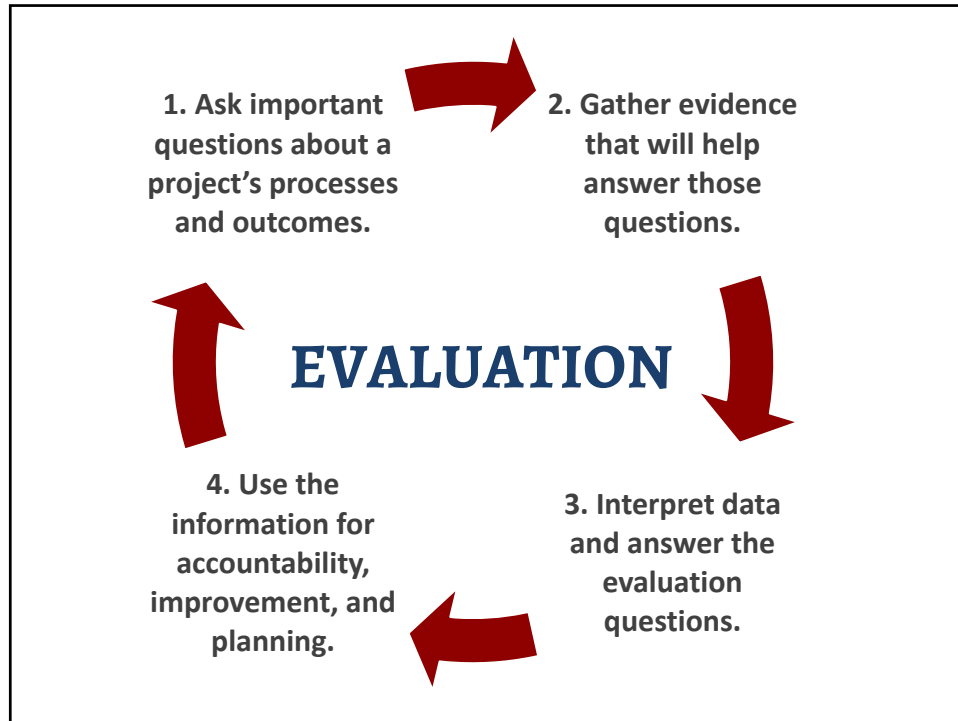 1. Ask important
questions about a
project’s processes
and outcomes.
2. Gather evidence
that will help
answer those
questions.
EVALUATION
3. Interpret data
and answer the
evaluation
questions.
4. Use the
information for
accountability,
improvement, and
planning.